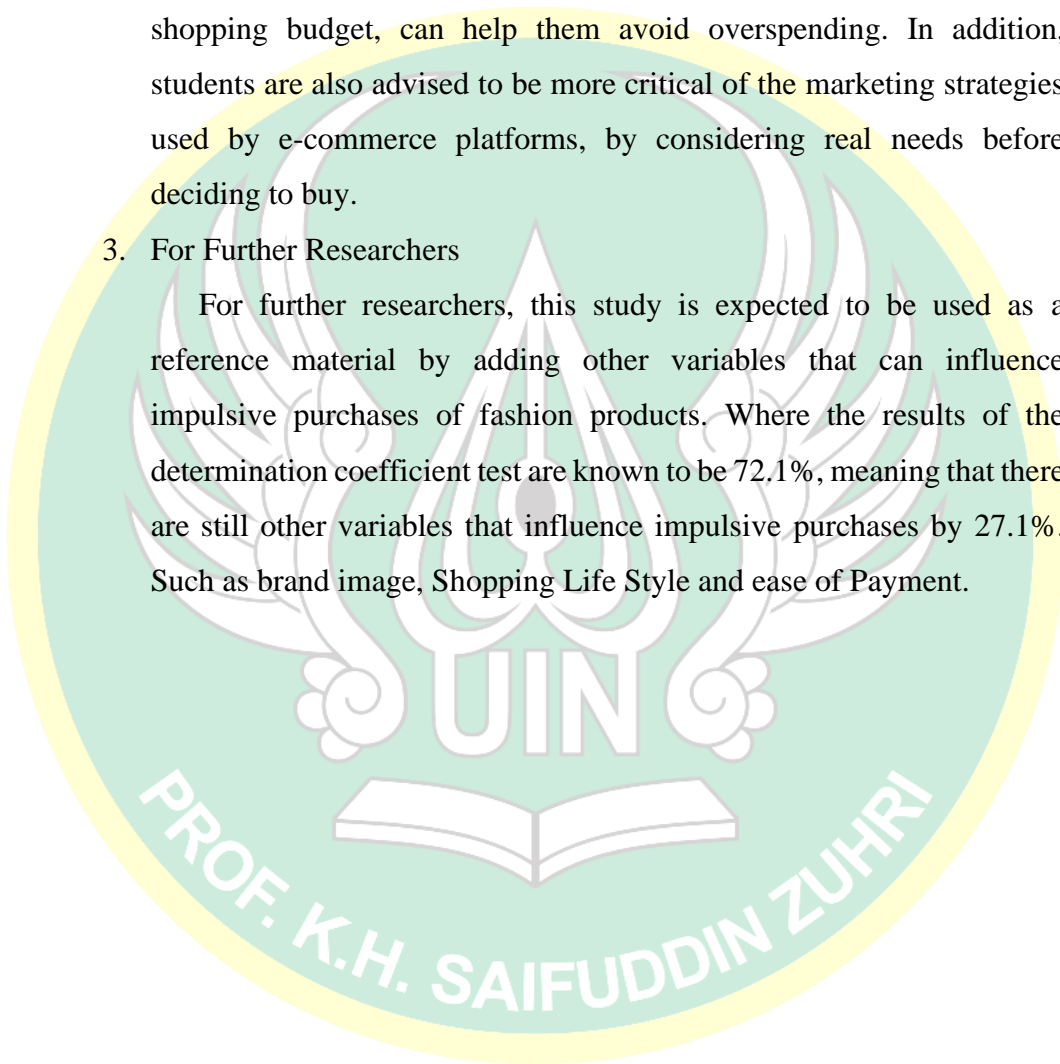 shopping budget, can help them avoid overspending. In addition,
students are also advised to be more critical of the marketing strategies
used by e-commerce platforms, by considering real needs before
deciding to buy.
3. For Further Researchers
For further researchers, this study is expected to be used as a
reference material by adding other variables that can influence
impulsive purchases of fashion products. Where the results of the
determination coefficient test are known to be 72.1%, meaning that there
are still other variables that influence impulsive purchases by 27.1%.
Such as brand image, Shopping Life Style and ease of Payment.
UIN
PROF. K.H. SAIFUDDIN ZUHRI